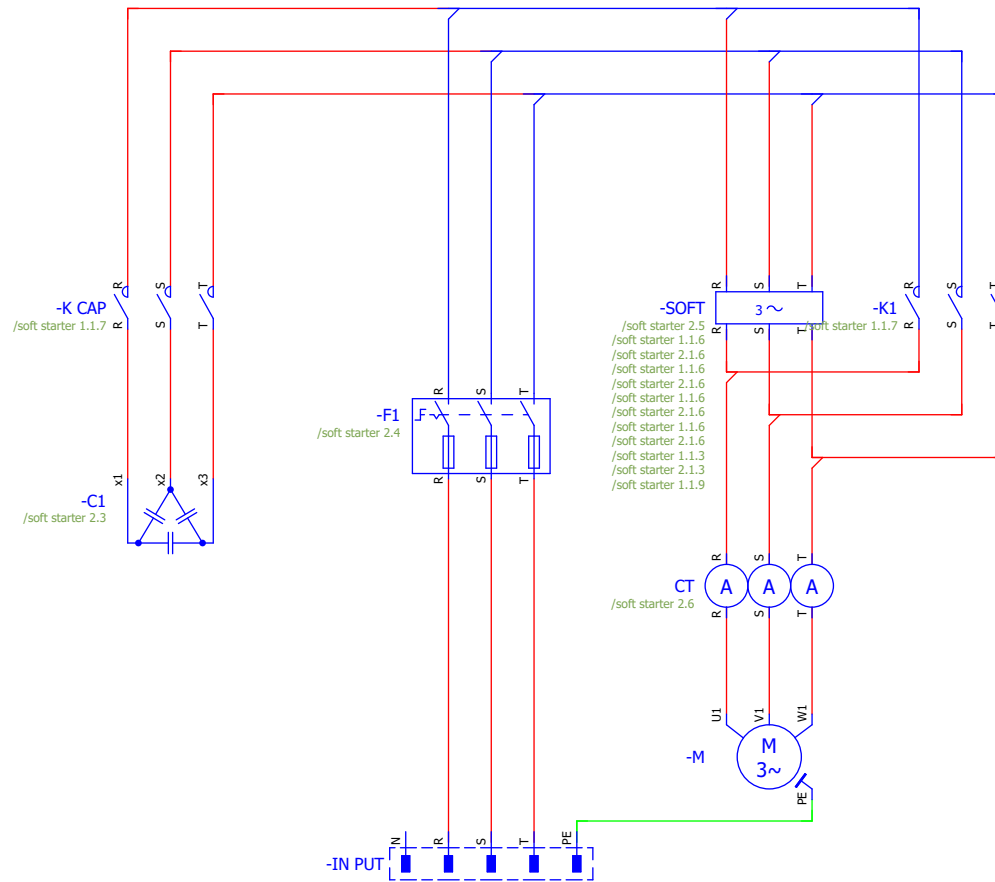 R
S
T
-K CAP
/soft starter 1.1.7
R
S
T
R
S
T
-SOFT
3 ~
/soft starter 2.5
/soft starter 1.1.6
/soft starter 2.1.6
/soft starter 1.1.6
/soft starter 2.1.6
/soft starter 1.1.6
/soft starter 2.1.6
/soft starter 1.1.6
/soft starter 2.1.6
/soft starter 1.1.3
/soft starter 2.1.3
/soft starter 1.1.9
R
S
T
R
S
T
-K1
/soft starter 1.1.7
R
S
T
R
S
T
-F1
/soft starter 2.4
R
S
T
x1
x2
x3
-C1
/soft starter 2.3
R
S
T
CT
A
A
A
/soft starter 2.6
R
S
T
U1
V1
W1
-M
M
3~
PE
N
R
S
T
PE
-IN PUT